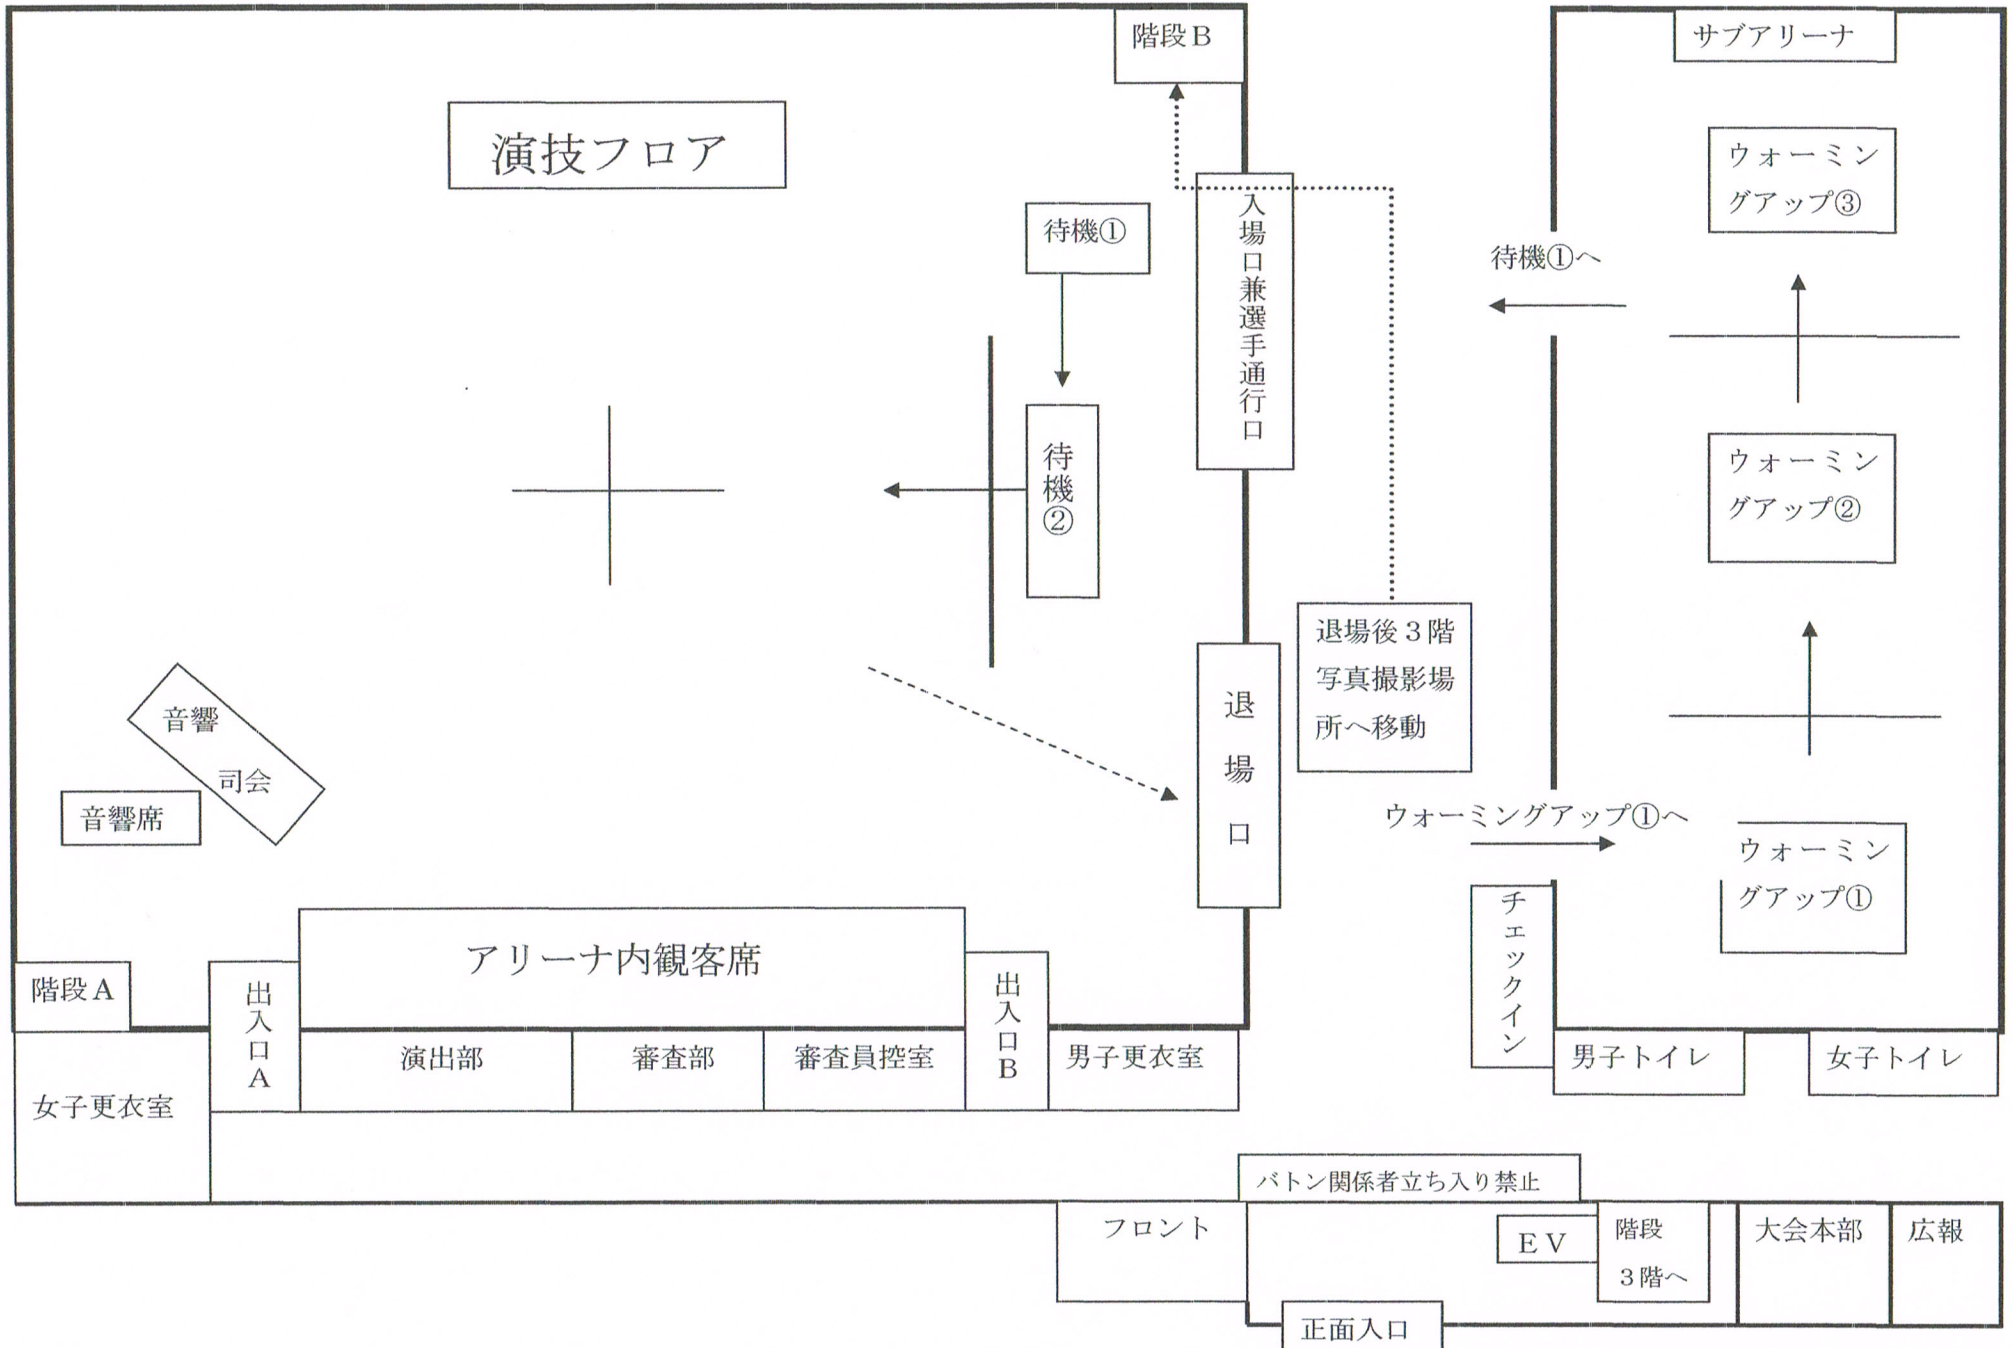 階段Ｂ
サブアリーナ
演技フロア
ウォーミン
グアップ③
待機①
入場口兼選手通行口
待機①へ
待機②
ウォーミン
グアップ②
退場後３階
写真撮影場
所へ移動
退場口
音響
司会
音響席
ウォーミングアップ①へ
ウォーミン
グアップ①
チェックイン
アリーナ内観客席
階段Ａ
出入口Ａ
出入口Ｂ
演出部
審査部
審査員控室
男子更衣室
男子トイレ
女子トイレ
女子更衣室
バトン関係者立ち入り禁止
フロント
ＥＶ
階段
３階へ
大会本部
広報
正面入口